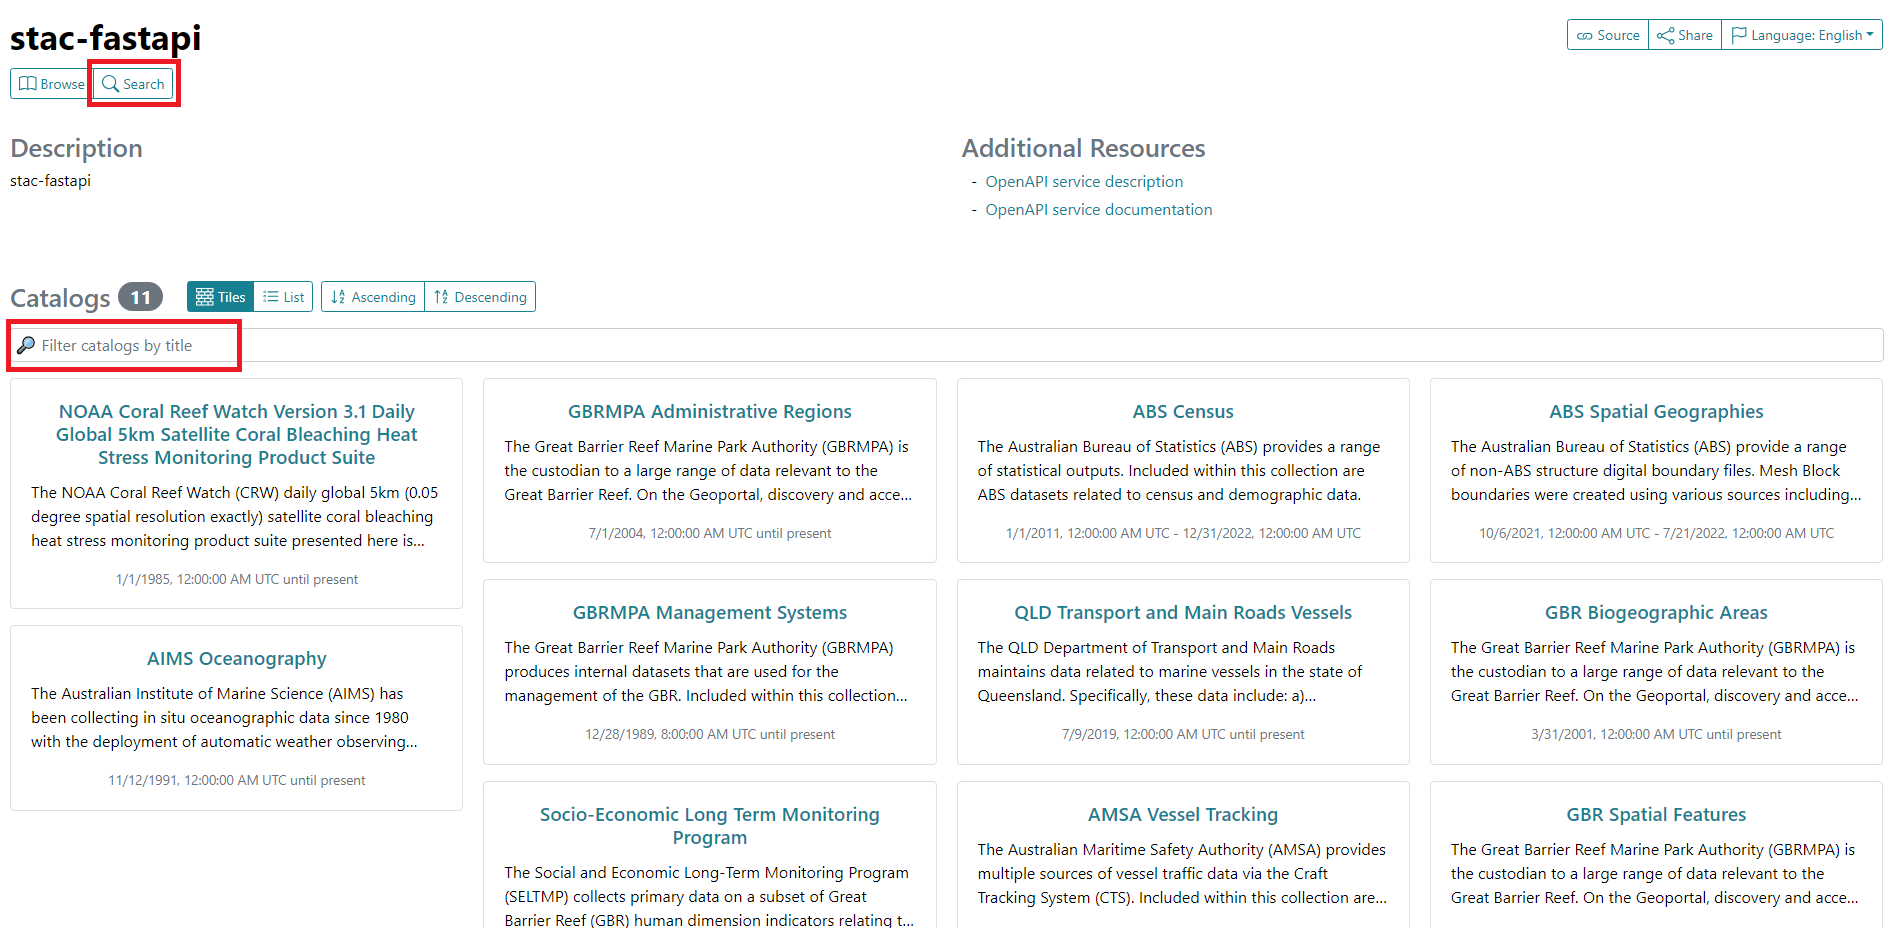 stac-fastapi
Source
Share
Language: English
Browse
Search
Description
stac-fastapi
Additional Resources
- OpenAPI service description
- OpenAPI service documentation
Catalogs 11
Tiles
List
Ascending
Descending
Filter catalogs by title
NOAA Coral Reef Watch Version 3.1 Daily
Global 5km Satellite Coral Bleaching Heat
Stress Monitoring Product Suite
The NOAA Coral Reef Watch (CRW) daily global 5km (0.05
degree spatial resolution exactly) satellite coral bleaching
heat stress monitoring product suite presented here is...
1/1/1985, 12:00:00 AM UTC until present
GBRMPA Administrative Regions
The Great Barrier Reef Marine Park Authority (GBRMPA) is
the custodian to a large range of data relevant to the
Great Barrier Reef. On the Geoportal, discovery and acce...
7/1/2004, 12:00:00 AM UTC until present
ABS Census
The Australian Bureau of Statistics (ABS) provides a range
of statistical outputs. Included within this collection are
ABS datasets related to census and demographic data.
1/1/2011, 12:00:00 AM UTC - 12/31/2022, 12:00:00 AM UTC
ABS Spatial Geographies
The Australian Bureau of Statistics (ABS) provide a range
of non-ABS structure digital boundary files. Mesh Block
boundaries were created using various sources including...
10/6/2021, 12:00:00 AM UTC - 7/21/2022, 12:00:00 AM UTC
AIMS Oceanography
The Australian Institute of Marine Science (AIMS) has
been collecting in situ oceanographic data since 1980
with the deployment of automatic weather observing...
11/12/1991, 12:00:00 AM UTC until present
GBRMPA Management Systems
The Great Barrier Reef Marine Park Authority (GBRMPA)
produces internal datasets that are used for the
management of the GBR. Included within this collection...
12/28/1989, 8:00:00 AM UTC until present
QLD Transport and Main Roads Vessels
The QLD Department of Transport and Main Roads
maintains data related to marine vessels in the state of
Queensland. Specifically, these data include: a)...
7/9/2019, 12:00:00 AM UTC until present
GBR Biogeographic Areas
The Great Barrier Reef Marine Park Authority (GBRMPA) is
the custodian to a large range of data relevant to the
Great Barrier Reef. On the Geoportal, discovery and acce...
3/31/2001, 12:00:00 AM UTC until present
Socio-Economic Long Term Monitoring
Program
The Social and Economic Long-Term Monitoring Program
(SELTMP) collects primary data on a subset of Great
Barrier Reef (GBR) human dimension indicators relating t...
AMSA Vessel Tracking
The Australian Maritime Safety Authority (AMSA) provides
multiple sources of vessel traffic data via the Craft
Tracking System (CTS). Included within this collection are...
GBR Spatial Features
The Great Barrier Reef Marine Park Authority (GBRMPA) is
the custodian to a large range of data relevant to the
Great Barrier Reef. On the Geoportal, discovery and acce...